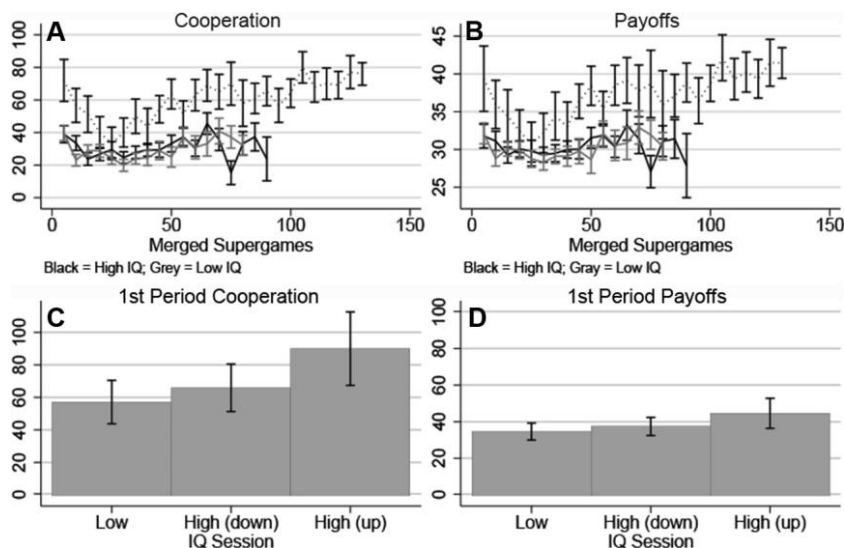 A Cooperation
100
80
60
40
20
0
0 50 100 150
Merged Supergames
Black = High IQ; Grey = Low IQ
B Payoffs
45
40
35
30
25
0 50 100 150
Merged Supergames
Black = High IQ; Gray = Low IQ
C 1st Period Cooperation
100
80
60
40
20
0
Low High (down) High (up)
IQ Session
D 1st Period Payoffs
100
80
60
40
20
0
Low High (down) High (up)
IQ Session